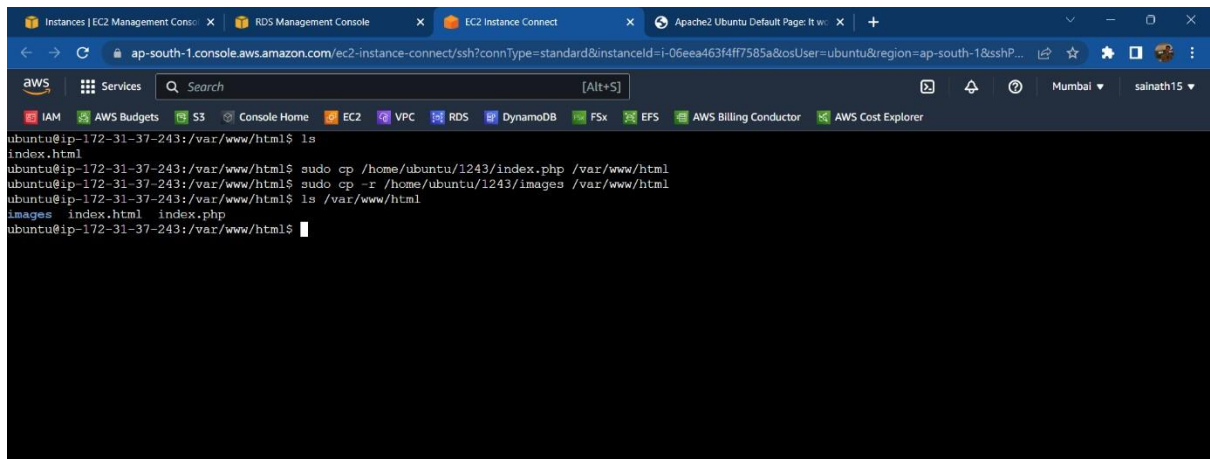 Instances | EC2 Management Conso
RDS Management Console
EC2 Instance Connect
Apache2 Ubuntu Default Page: It wo
ap-south-1.console.aws.amazon.com/ec2-instance-connect/ssh?connType=standard&instanceId=i-06eea463f4ff7585a&osUser=ubuntu&region=ap-south-1&sshP...
aws Services Search [Alt+S] Mumbai ▼ sainath15 ▼
IAM AWS Budgets S3 Console Home EC2 VPC RDS DynamoDB FSx EFS AWS Billing Conductor AWS Cost Explorer
ubuntu@ip-172-31-37-243:/var/www/html$ ls
index.html
ubuntu@ip-172-31-37-243:/var/www/html$ sudo cp /home/ubuntu/1243/index.php /var/www/html
ubuntu@ip-172-31-37-243:/var/www/html$ sudo cp -r /home/ubuntu/1243/images /var/www/html
ubuntu@ip-172-31-37-243:/var/www/html$ ls /var/www/html
images index.html index.php
ubuntu@ip-172-31-37-243:/var/www/html$